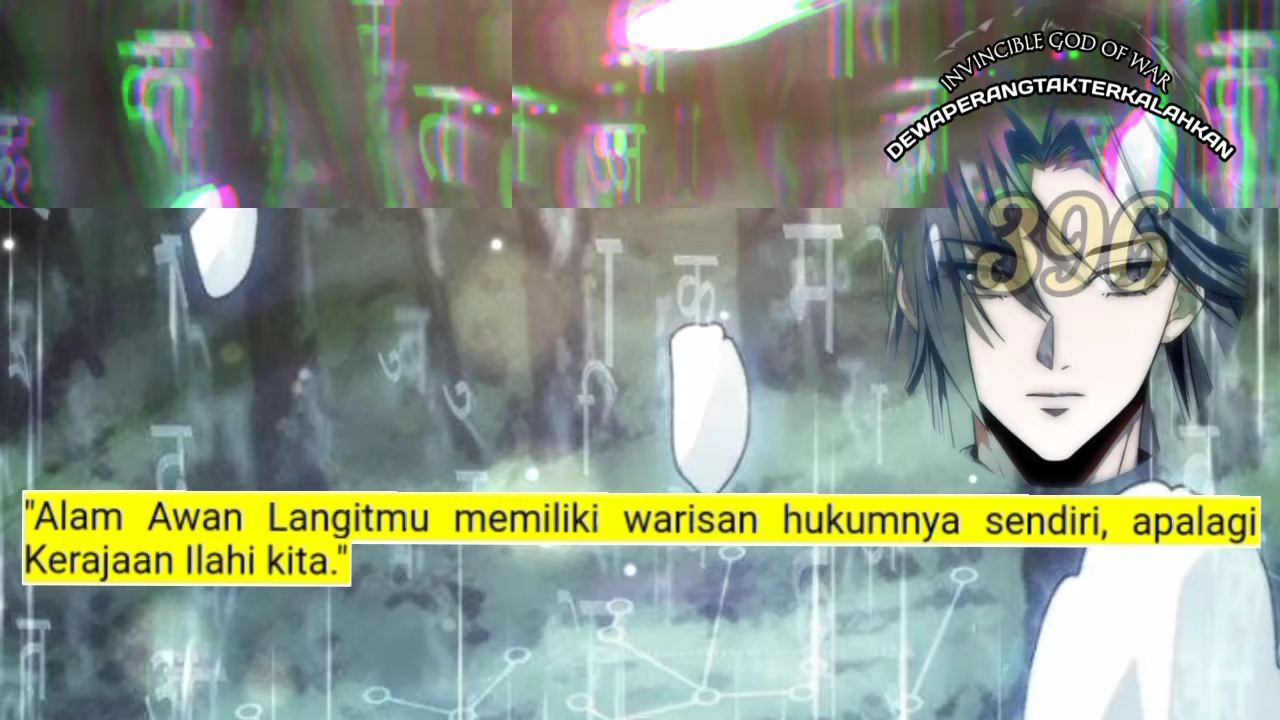 INVINCIBLE GOD OF WAR
DEWAPERANGTAKTERKALAHKAN
396
"Alam Awan Langitmu memiliki warisan hukumnya sendiri, apalagi
Kerajaan Ilahi kita."